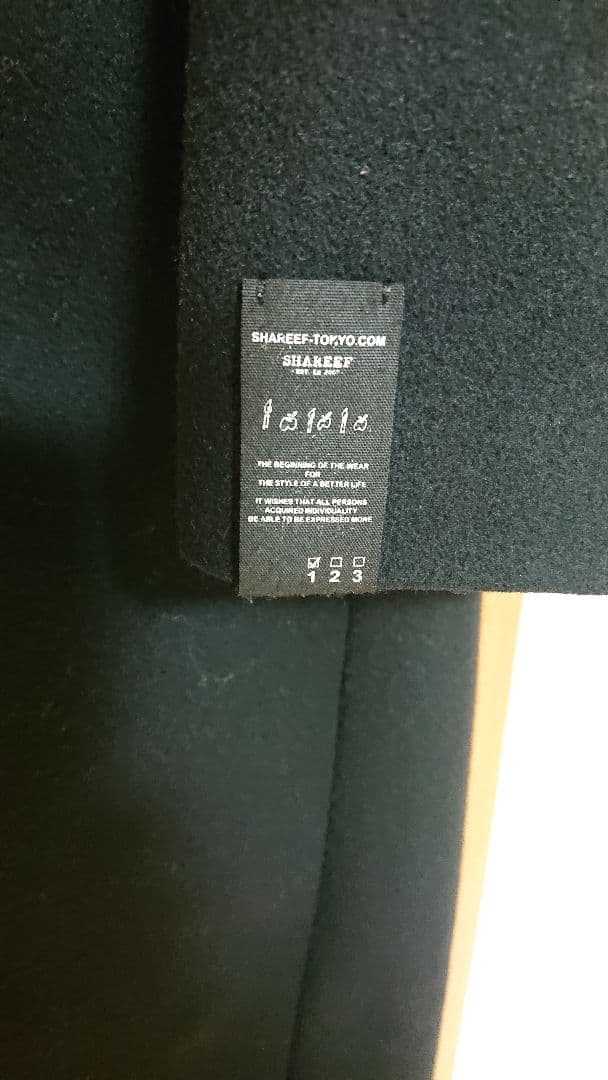 SHAREEF-TOKYO.COM
SHAREEF
EST. IN 2007
THE BEGINNING OF THE WEAR
FOR
THE STYLE OF A BETTER LIFE
IT WISHES THAT ALL PERSONS
ACQUIRED INDIVIDUALITY
BE ABLE TO BE EXPRESSED MORE
1 2 3